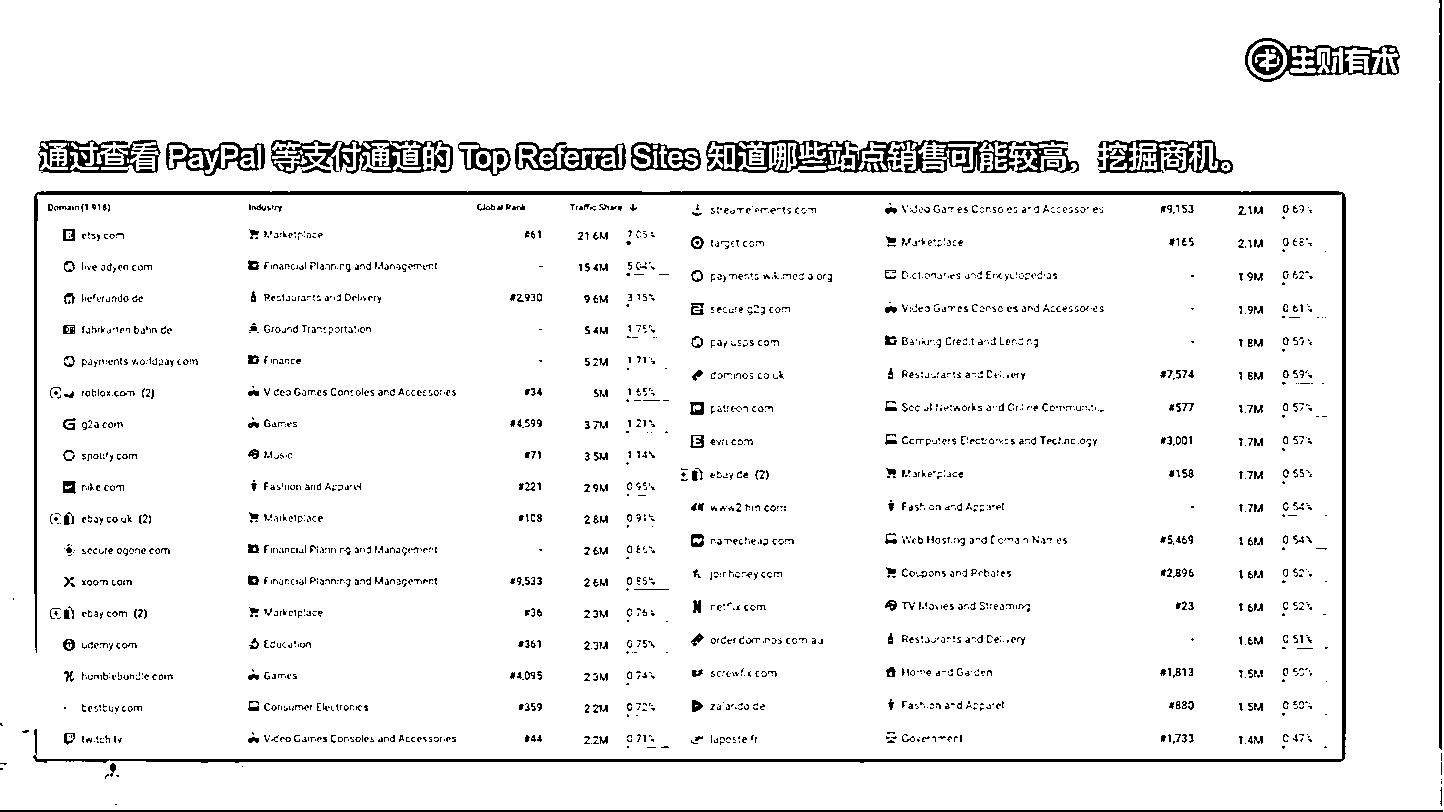 生财有术
通过查看 PayPal 等支付通道的 Top Referral Sites 知道哪些站点销售可能较高，挖掘商机。
Domain (1,918) Industry Global Rank Traffic Share ↓
etsy.com Marketplace #61 21.6M 7.05%
live.adyen.com Financial Planning and Management - 15.4M 5.04%
lieferando.de Restaurants and Delivery #2,930 9.6M 3.15%
fahrkarten.bahn.de Ground Transportation - 5.4M 1.75%
payments.worldpay.com Finance - 5.2M 1.71%
roblox.com (2) Video Games Consoles and Accessories #34 5M 1.65%
g2a.com Games #4,599 3.7M 1.21%
spotify.com Music #71 3.5M 1.14%
nike.com Fashion and Apparel #221 2.9M 0.95%
ebay.co.uk (2) Marketplace #108 2.8M 0.91%
secure.ogone.com Financial Planning and Management - 2.6M
xoom.com Financial Planning and Management #9,533 2.6M 0.85%
ebay.com (2) Marketplace #36 2.3M 0.76%
udemy.com Education #361 2.3M 0.75%
humblebundle.com Games #4,095 2.3M 0.74%
bestbuy.com Consumer Electronics #359 2.2M 0.72%
twitch.tv Video Games Consoles and Accessories #44 2.2M 0.71%
streamelements.com Video Games Consoles and Accessories #9,153 2.1M 0.69%
target.com Marketplace #165 2.1M 0.68%
payments.wikimedia.org Dictionaries and Encyclopedias - 1.9M 0.62%
secure.g2g.com Video Games Consoles and Accessories - 1.9M 0.61%
pay.usps.com Banking Credit and Lending - 1.8M 0.59%
dominos.co.uk Restaurants and Delivery #7,574 1.8M 0.59%
patreon.com Social Networks and Online Communit... #577 1.7M 0.57%
evri.com Computers Electronics and Technology #3,001 1.7M 0.57%
ebay.de (2) Marketplace #158 1.7M 0.55%
www2.hm.com Fashion and Apparel - 1.7M 0.54%
namecheap.com Web Hosting and Domain Names #5,469 1.6M 0.54%
joinhoney.com Coupons and Rebates #2,896 1.6M 0.52%
netflix.com TV Movies and Streaming #23 1.6M 0.52%
order.dominos.com.au Restaurants and Delivery - 1.6M 0.51%
screwfix.com Home and Garden #1,813 1.5M 0.50%
zalando.de Fashion and Apparel #880 1.5M 0.50%
laposte.fr Government #1,733 1.4M 0.47%